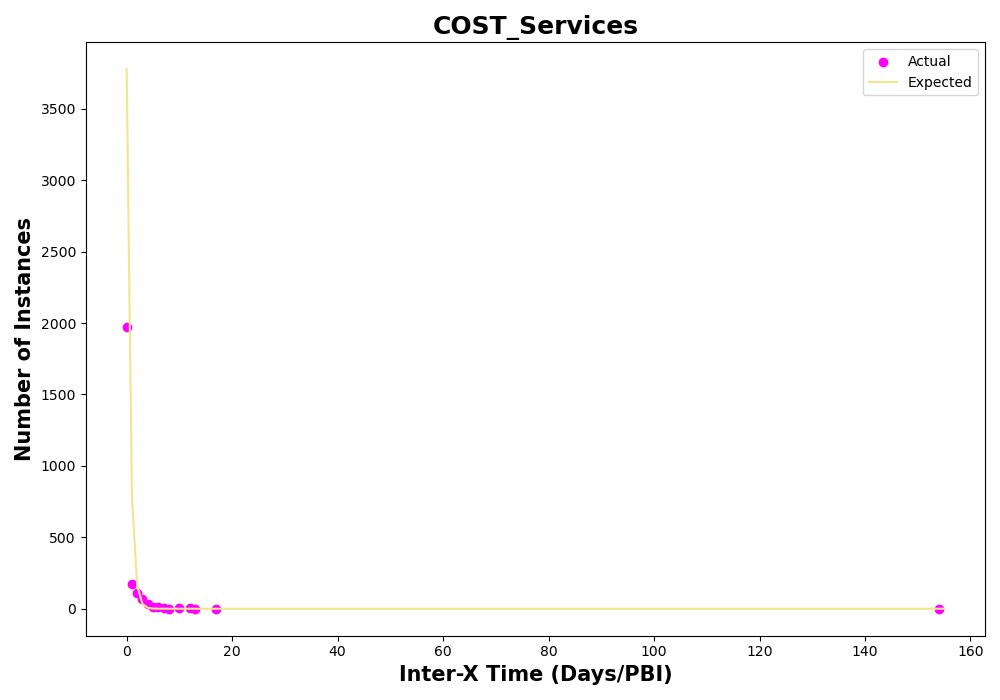 COST_Services
Actual
Expected
3500
3000
2500
2000
1500
1000
500
0
Number of Instances
0 20 40 60 80 100 120 140 160
Inter-X Time (Days/PBI)